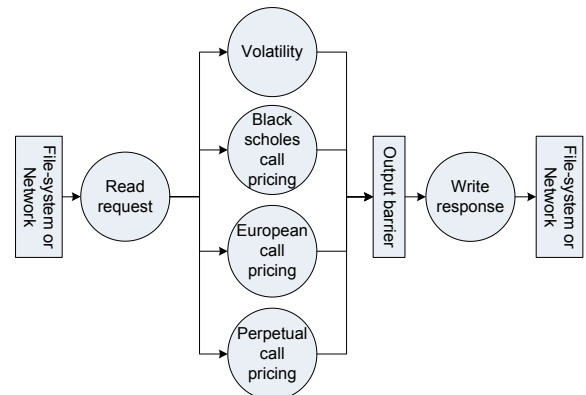 File-system or
Network
Read
request
Volatility
Black
scholes
call
pricing
European
call
pricing
Perpetual
call
pricing
Output barrier
Write
response
File-system or
Network